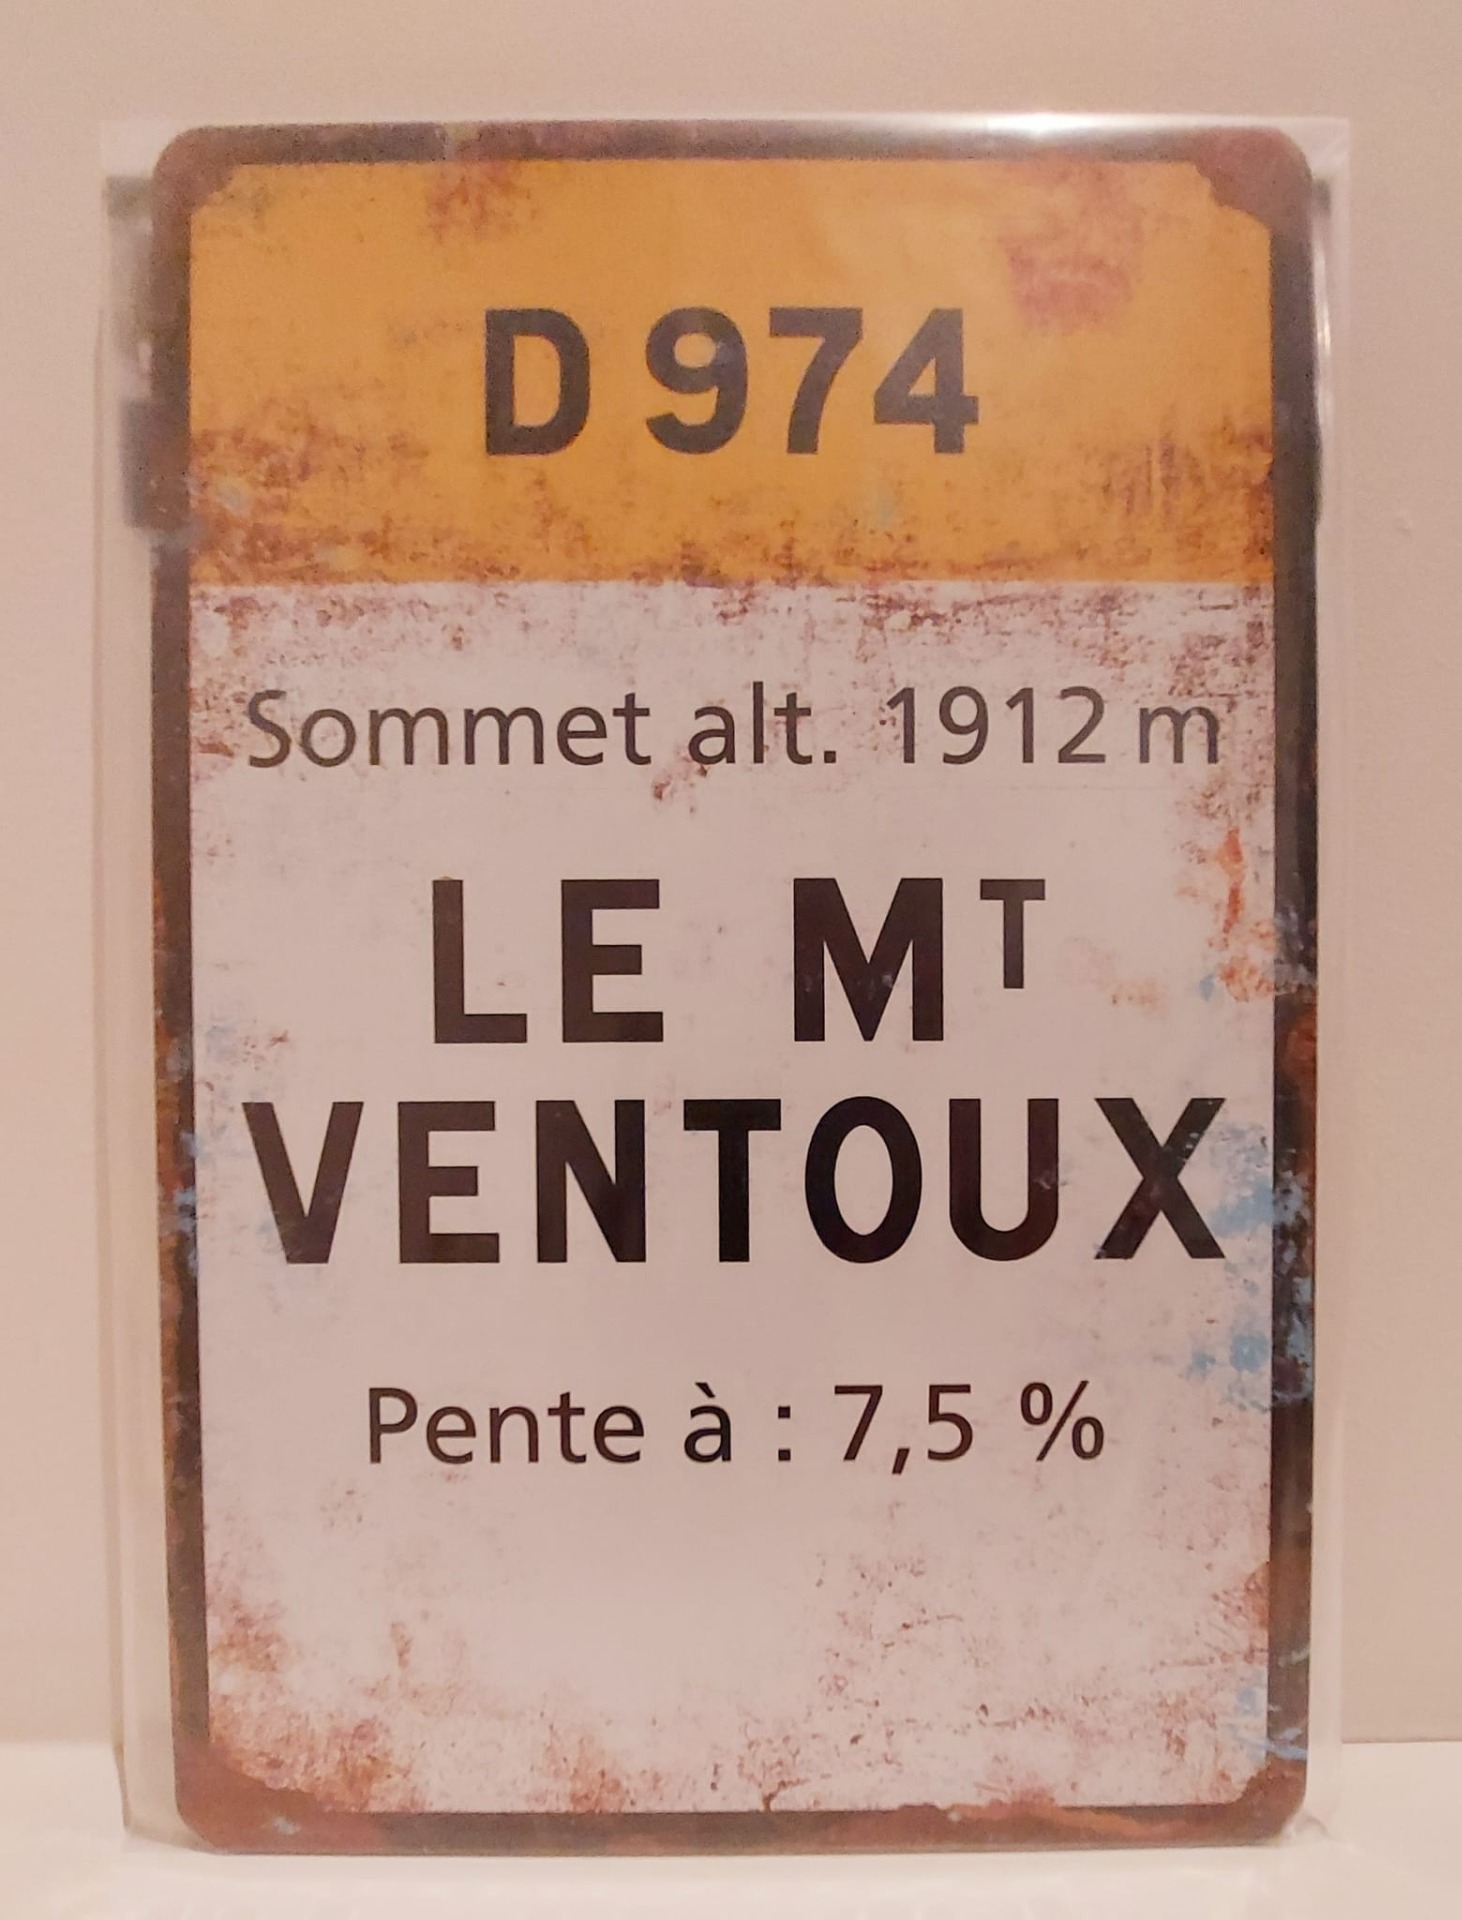 D 974
Sommet alt. 1912 m
LE MT
VENTOUX
Pente à : 7,5 %